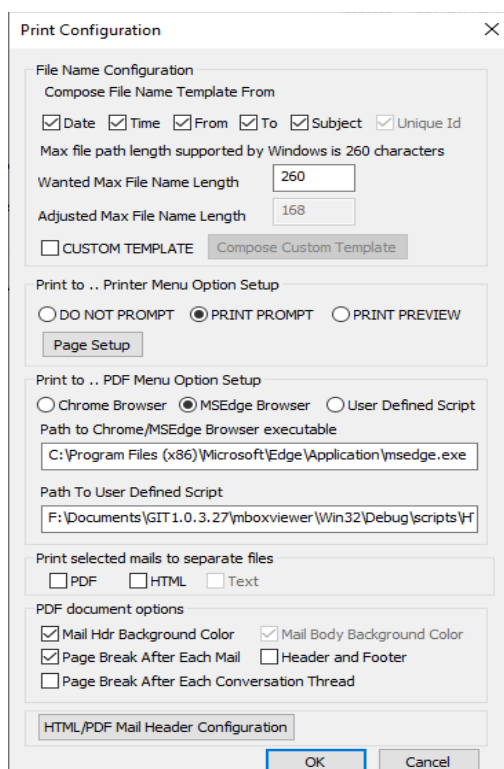 Print Configuration
File Name Configuration
Compose File Name Template From
Date Time From To Subject Unique Id
Max file path length supported by Windows is 260 characters
Wanted Max File Name Length 260
Adjusted Max File Name Length 168
CUSTOM TEMPLATE Compose Custom Template
Print to .. Printer Menu Option Setup
DO NOT PROMPT PRINT PROMPT PRINT PREVIEW
Page Setup
Print to .. PDF Menu Option Setup
Chrome Browser MSEdge Browser User Defined Script
Path to Chrome/MSEdge Browser executable
C:\Program Files (x86)\Microsoft\Edge\Application\msedge.exe
Path To User Defined Script
F:\Documents\GIT1.0.3.27\mboxviewer\Win32\Debug\scripts\H
Print selected mails to separate files
PDF HTML Text
PDF document options
Mail Hdr Background Color Mail Body Background Color
Page Break After Each Mail Header and Footer
Page Break After Each Conversation Thread
HTML/PDF Mail Header Configuration
OK Cancel